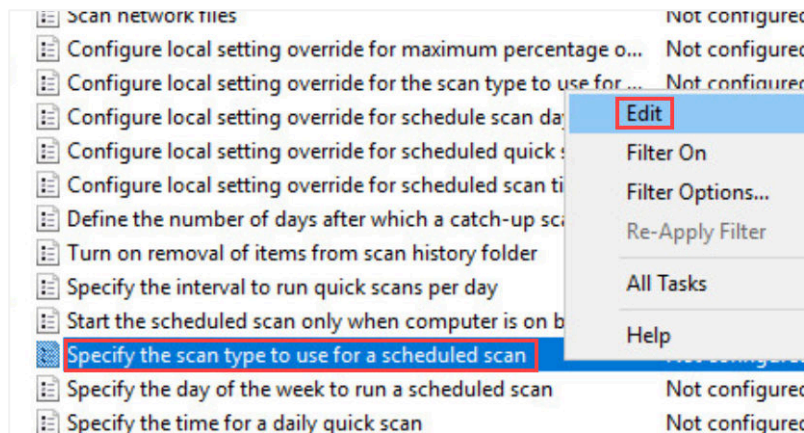 Scan network files Not configured
Configure local setting override for maximum percentage o... Not configured
Configure local setting override for the scan type to use for ... Not configured
Configure local setting override for schedule scan da
Edit
Configure local setting override for scheduled quick
Filter On
Configure local setting override for scheduled scan ti
Filter Options...
Define the number of days after which a catch-up sca
Re-Apply Filter
Turn on removal of items from scan history folder
Specify the interval to run quick scans per day
All Tasks
Start the scheduled scan only when computer is on b
Help
Specify the scan type to use for a scheduled scan Not configured
Specify the day of the week to run a scheduled scan Not configured
Specify the time for a daily quick scan Not configured